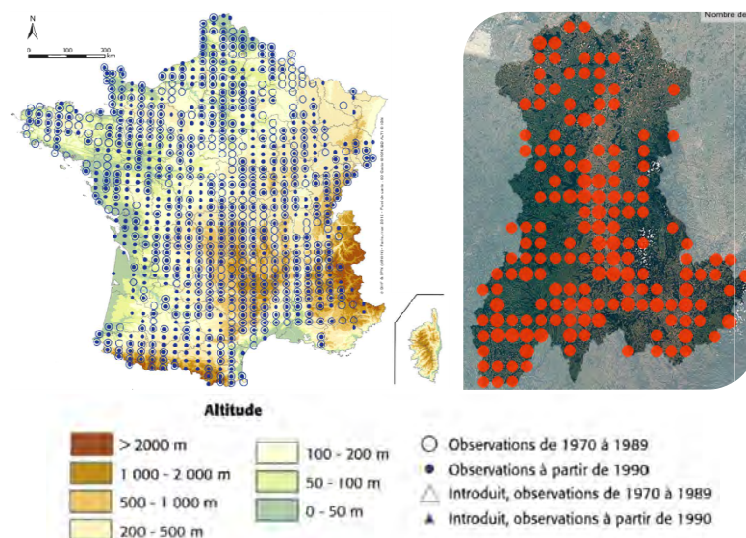 N
0 100 200
km
Nombre de
Altitude
> 2000 m
1 000 - 2 000 m
500 - 1 000 m
200 - 500 m
100 - 200 m
50 - 100 m
0 - 50 m
Observations de 1970 à 1989
Observations à partir de 1990
Introduit, observations de 1970 à 1989
Introduit, observations à partir de 1990